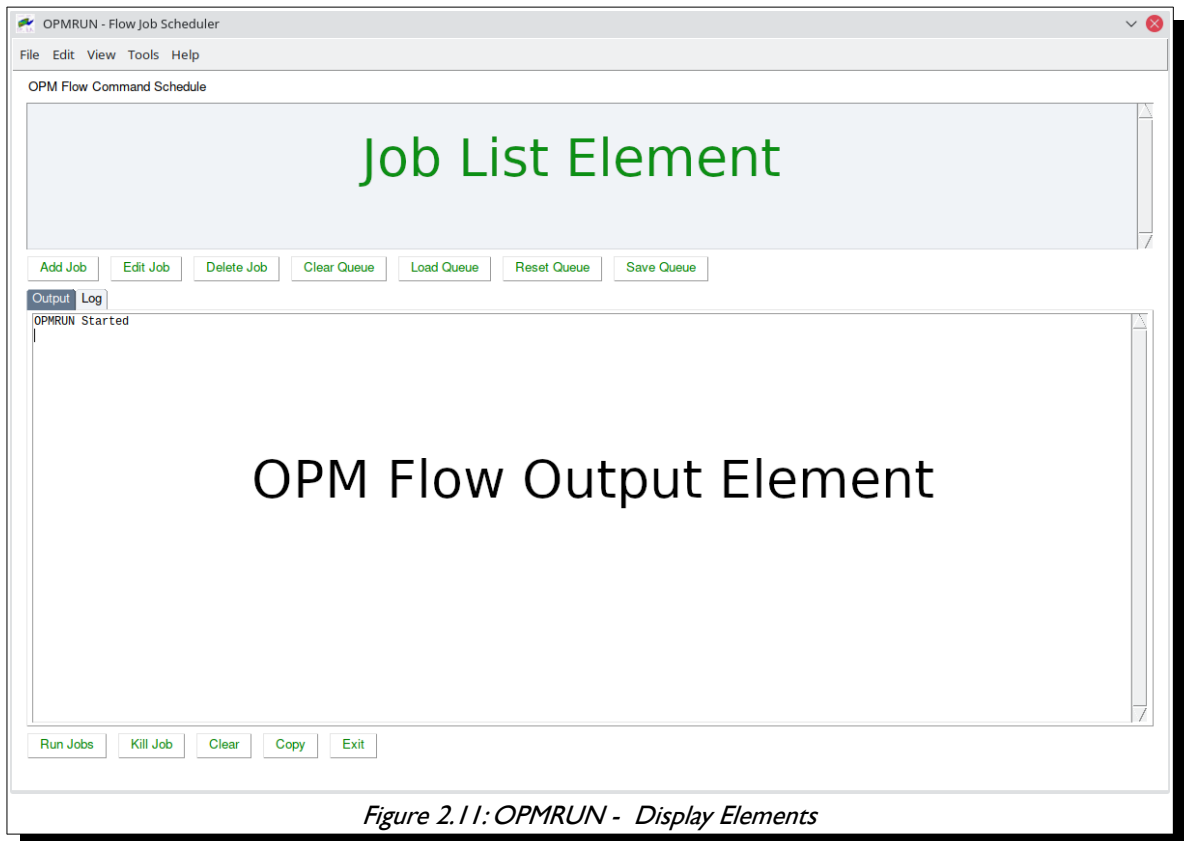 OPMRUN - Flow Job Scheduler
File Edit View Tools Help
OPM Flow Command Schedule
Job List Element
Add Job Edit Job Delete Job Clear Queue Load Queue Reset Queue Save Queue
Output Log
OPMRUN Started
OPM Flow Output Element
Run Jobs Kill Job Clear Copy Exit
Figure 2.11: OPMRUN - Display Elements